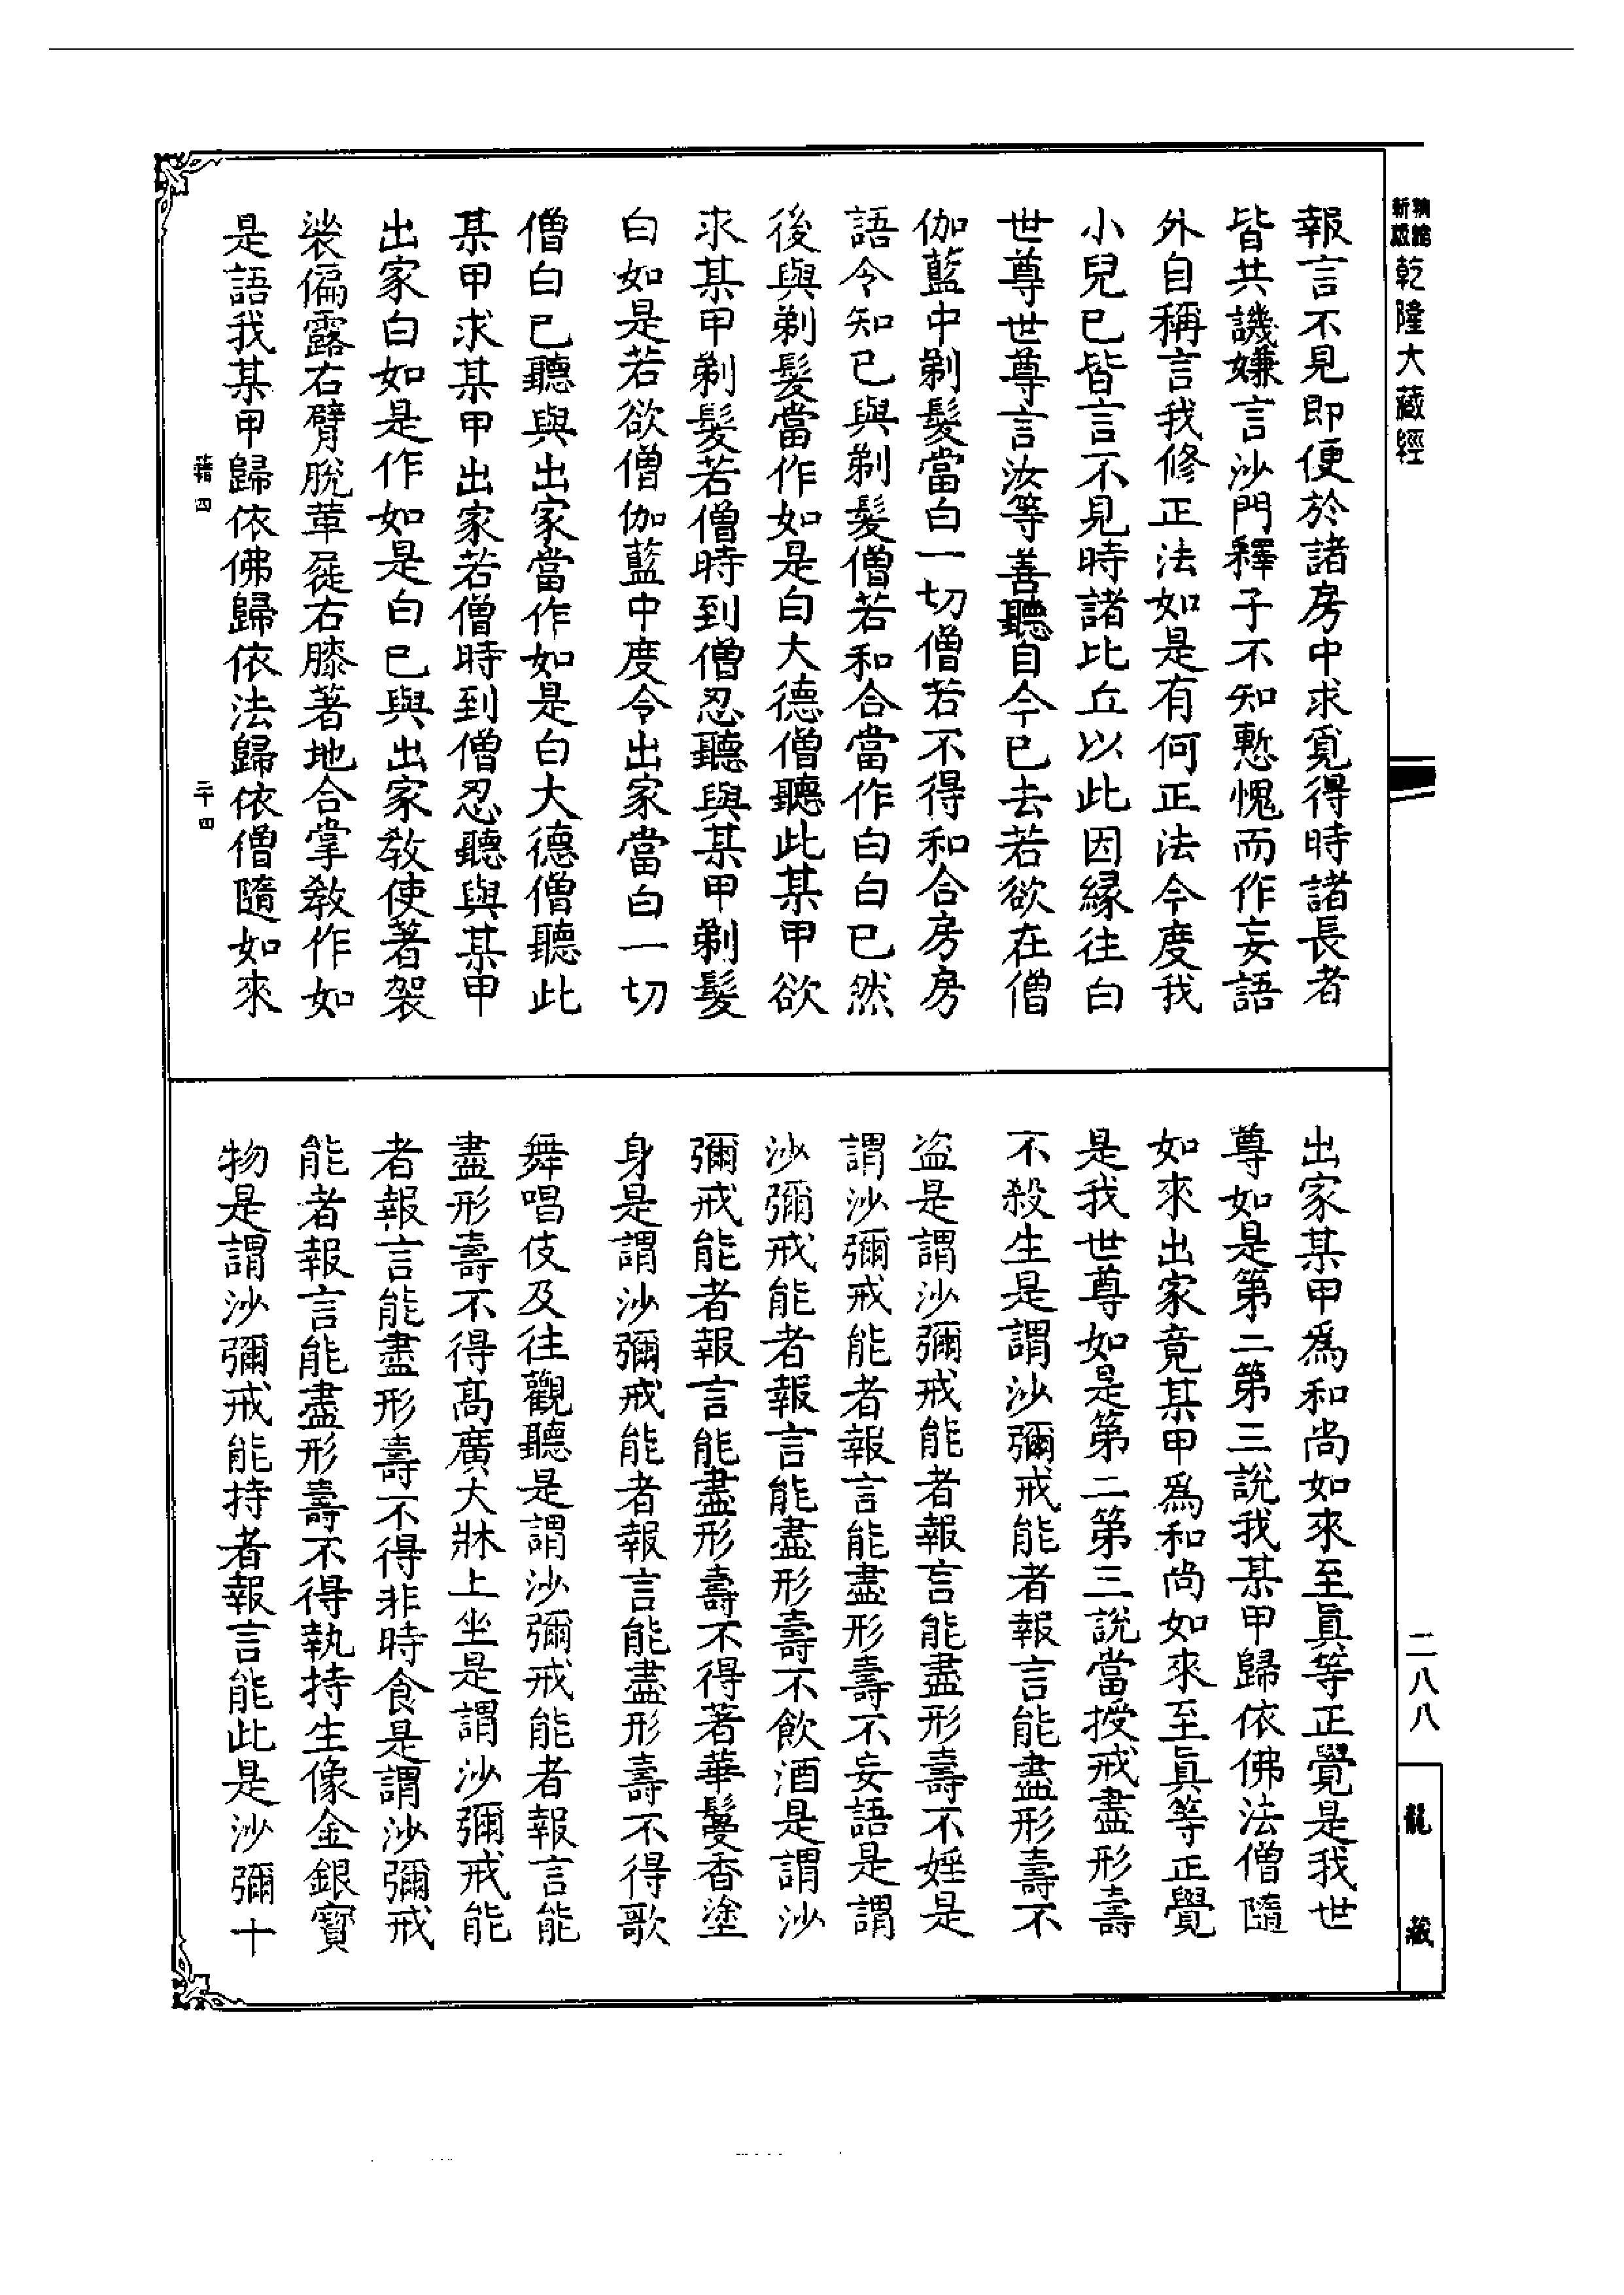 新版
乾隆大藏經
報言不見即便於諸房中求覓得時諸長者
皆共譏嫌言沙門釋子不知慙愧而作妄語
外自稱言我修正法如是有何正法今度我
小兒已皆言不見時諸比丘以此因緣往白
世尊世尊言汝等善聽自今已去若欲在僧
伽藍中剃髮當白一切僧若不得和合房房
語令知已與剃髮僧若和合當作白白已然
後與剃髮當作如是白大德僧聽此某甲欲
求某甲剃髮若僧時到僧忍聽與某甲剃髮
白如是若欲僧伽藍中度令出家當白一切
僧白已聽與出家當作如是白大德僧聽此
某甲求某甲出家若僧時到僧忍聽與某甲
出家白如是作如是白已與出家教使著袈
裟偏露右臂脫革屣右膝著地合掌教作如
是語我某甲歸依佛歸依法歸依僧隨如來
籍四
三十四
出家某甲為和尚如來至真等正覺是我世
尊如是第二第三說我某甲歸依佛法僧隨
如來出家竟某甲為和尚如來至真等正覺
是我世尊如是第二第三說當授戒盡形壽
不殺生是謂沙彌戒能者報言能盡形壽不
盜是謂沙彌戒能者報言能盡形壽不婬是
謂沙彌戒能者報言能盡形壽不妄語是謂
沙彌戒能者報言能盡形壽不飲酒是謂沙
彌戒能者報言能盡形壽不得著華鬘香塗
身是謂沙彌戒能者報言能盡形壽不得歌
舞唱伎及往觀聽是謂沙彌戒能者報言能
盡形壽不得高廣大牀上坐是謂沙彌戒能
者報言能盡形壽不得非時食是謂沙彌戒
能者報言能盡形壽不得執持生像金銀寶
物是謂沙彌戒能持者報言能此是沙彌十
二八八
龍藏